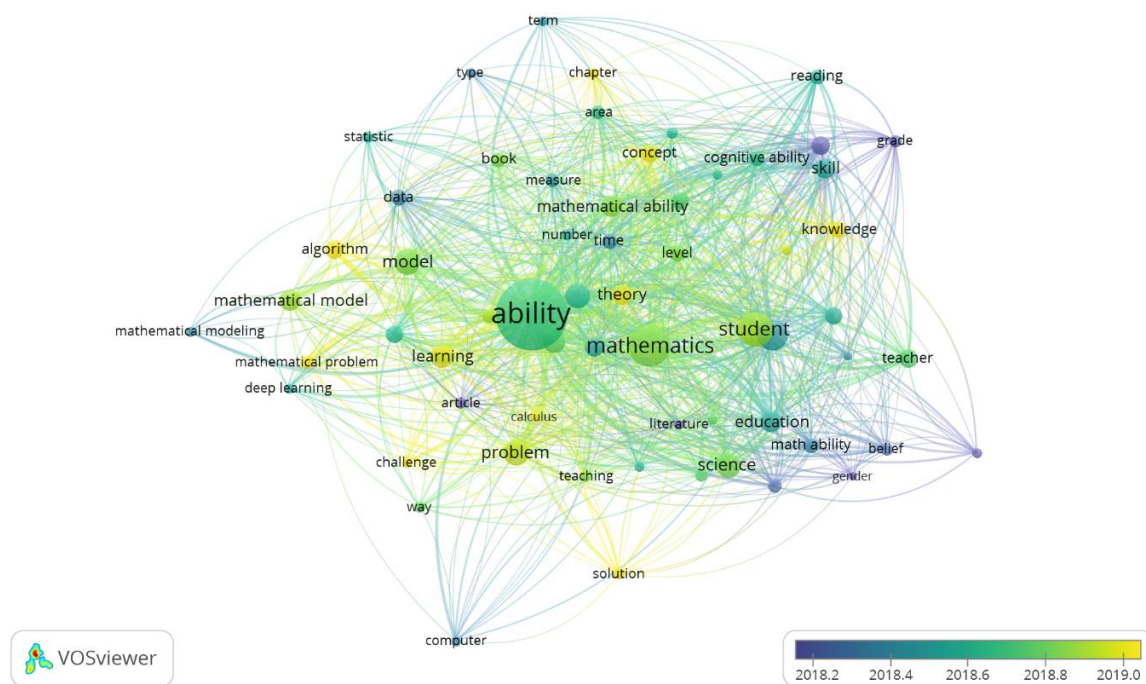 term
type
chapter
reading
area
statistic
grade
concept
book
cognitive ability
skill
measure
data
mathematical ability
knowledge
number
time
algorithm
level
model
theory
mathematical model
ability
student
mathematical modeling
mathematics
learning
teacher
mathematical problem
deep learning
article
calculus
literature
education
math ability
belief
problem
challenge
science
teaching
gender
way
solution
computer
VOSviewer
2018.2 2018.4 2018.6 2018.8 2019.0